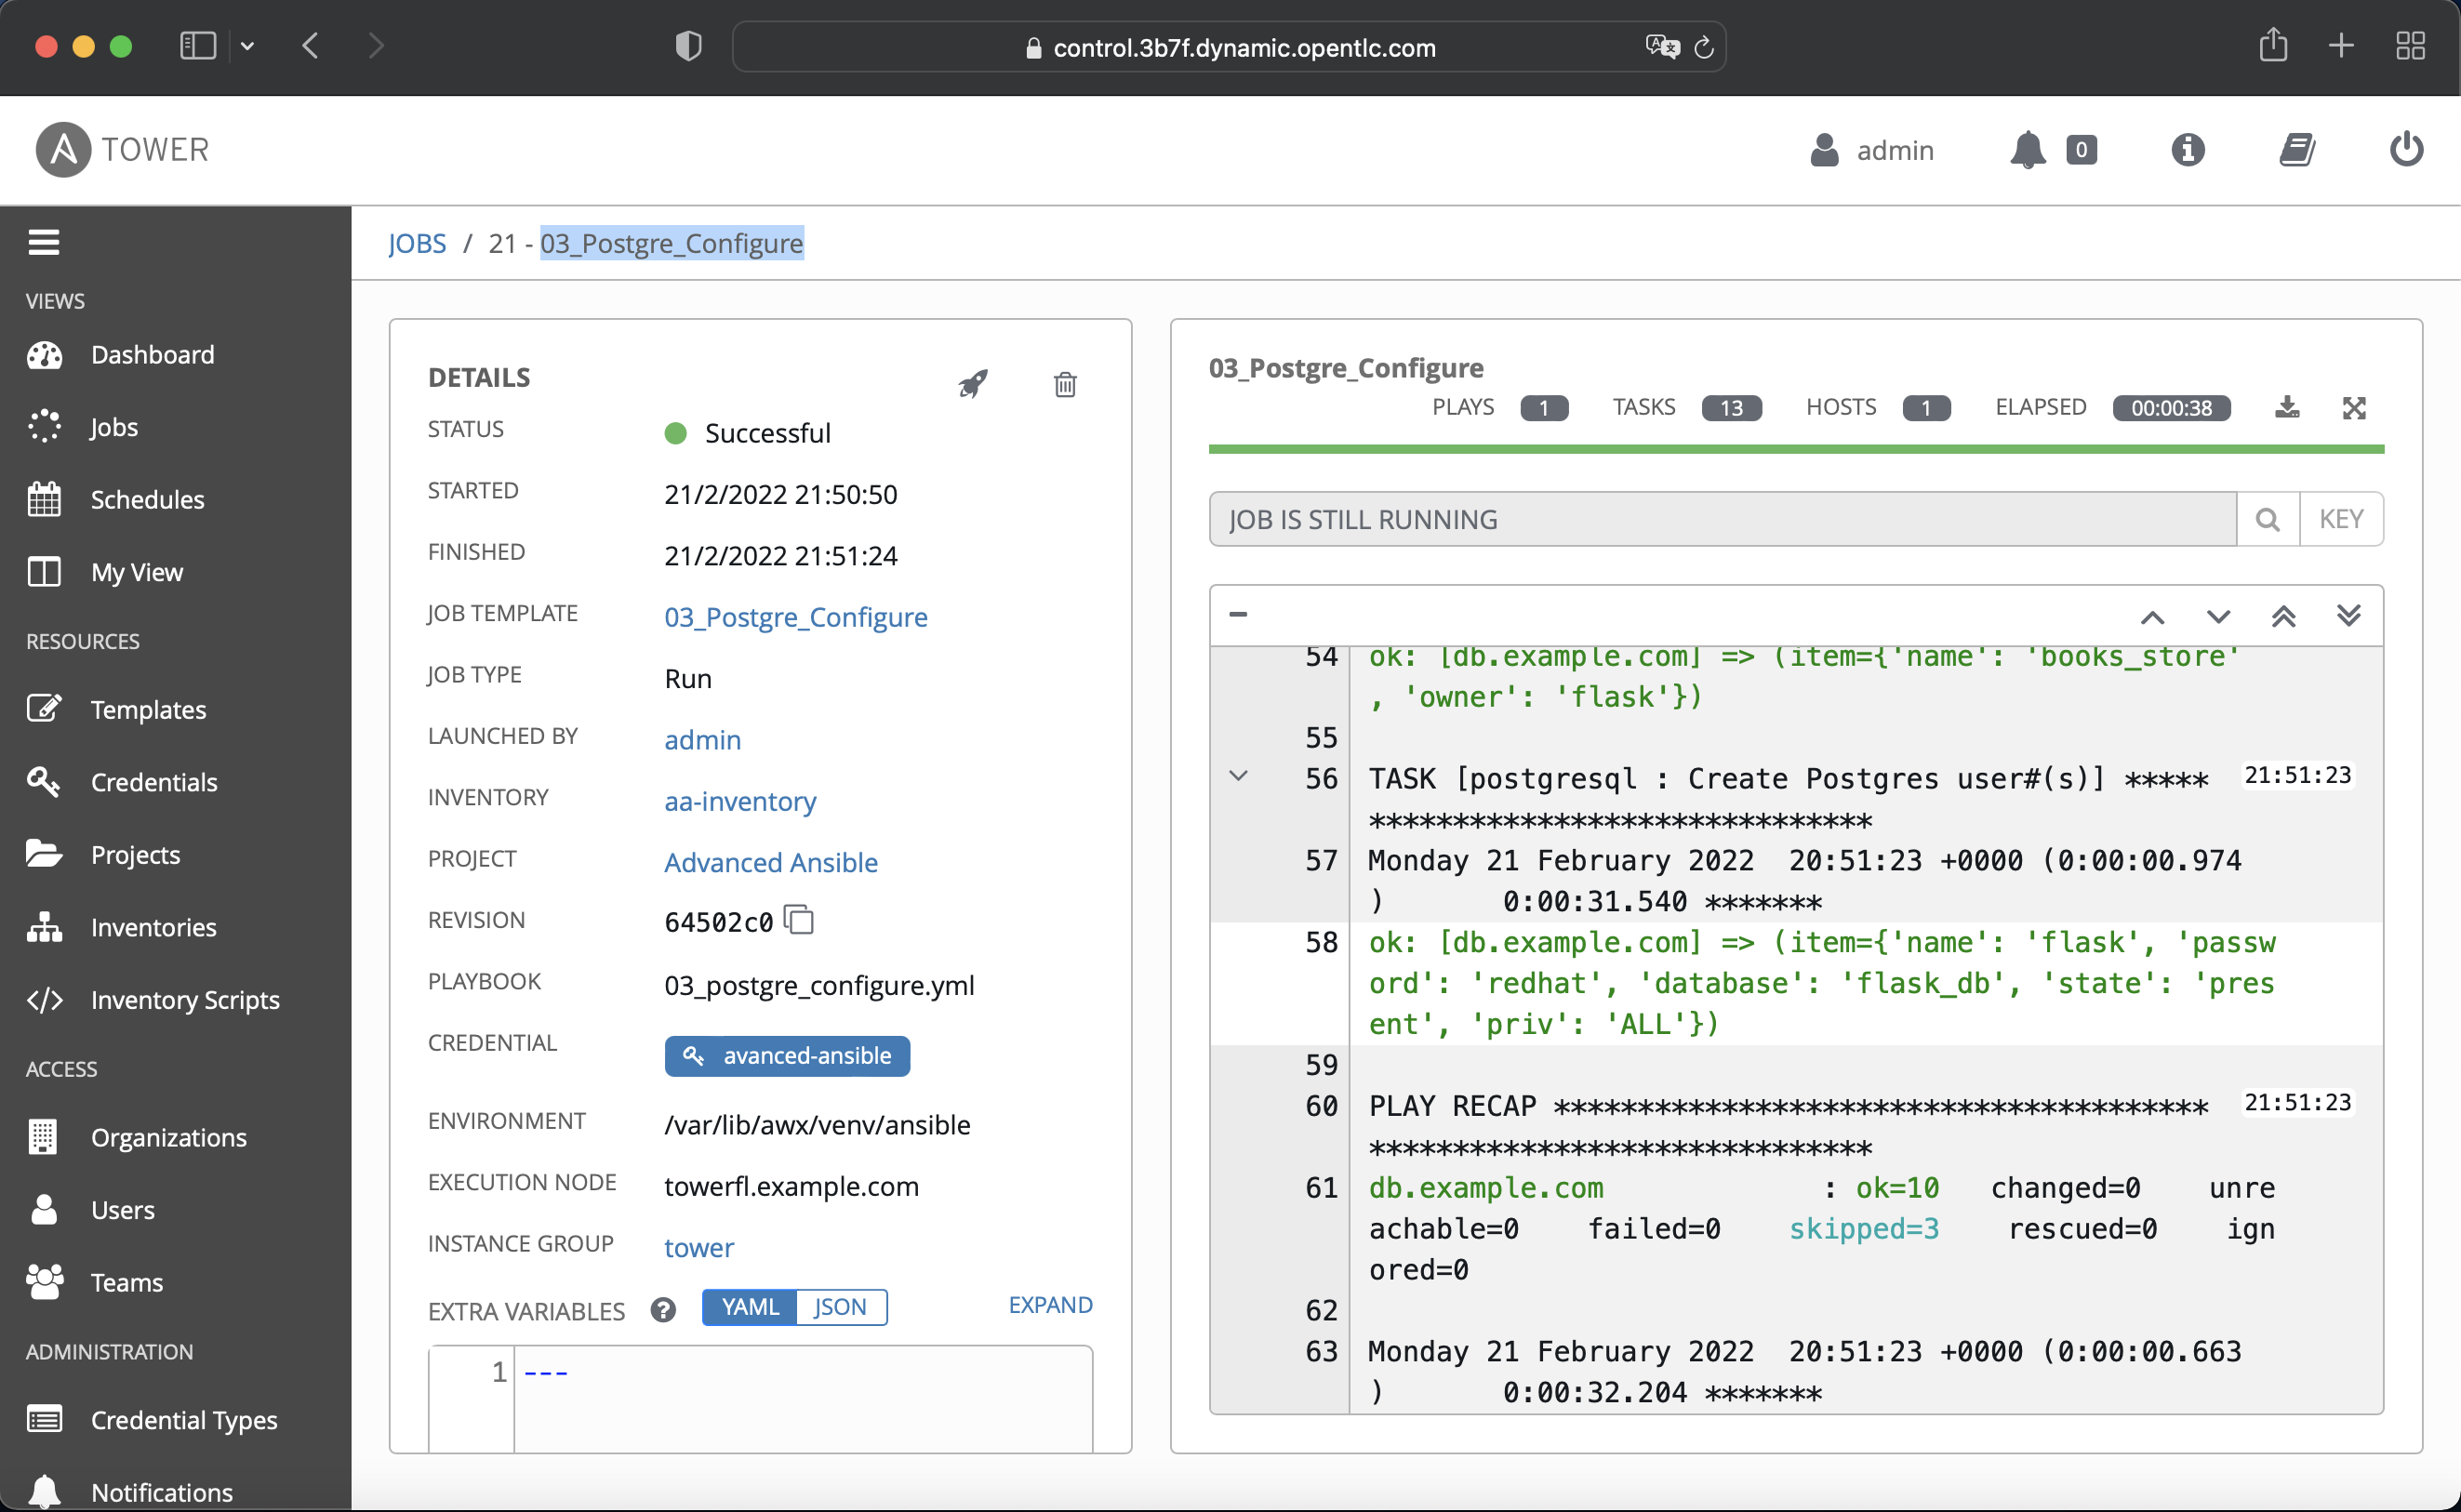 control.3b7f.dynamic.opentlc.com
TOWER
admin
0
JOBS / 21 - 03_Postgre_Configure
VIEWS
Dashboard
Jobs
Schedules
My View
RESOURCES
Templates
Credentials
Projects
Inventories
Inventory Scripts
ACCESS
Organizations
Users
Teams
ADMINISTRATION
Credential Types
Notifications
DETAILS
STATUS Successful
STARTED 21/2/2022 21:50:50
FINISHED 21/2/2022 21:51:24
JOB TEMPLATE 03_Postgre_Configure
JOB TYPE Run
LAUNCHED BY admin
INVENTORY aa-inventory
PROJECT Advanced Ansible
REVISION 64502c0
PLAYBOOK 03_postgre_configure.yml
CREDENTIAL avanced-ansible
ENVIRONMENT /var/lib/awx/venv/ansible
EXECUTION NODE towerfl.example.com
INSTANCE GROUP tower
EXTRA VARIABLES ? YAML JSON EXPAND
1 ---
03_Postgre_Configure
PLAYS 1 TASKS 13 HOSTS 1 ELAPSED 00:00:38
JOB IS STILL RUNNING KEY
54 ok: [db.example.com] => (item={'name': 'books_store'
, 'owner': 'flask'})
55
56 TASK [postgresql : Create Postgres user#(s)] ***** 21:51:23
******************************
57 Monday 21 February 2022  20:51:23 +0000 (0:00:00.974
)       0:00:31.540 *******
58 ok: [db.example.com] => (item={'name': 'flask', 'passw
ord': 'redhat', 'database': 'flask_db', 'state': 'pres
ent', 'priv': 'ALL'})
59
60 PLAY RECAP *************************************** 21:51:23
******************************
61 db.example.com             : ok=10   changed=0    unre
achable=0    failed=0    skipped=3    rescued=0    ign
ored=0
62
63 Monday 21 February 2022  20:51:23 +0000 (0:00:00.663
)       0:00:32.204 *******